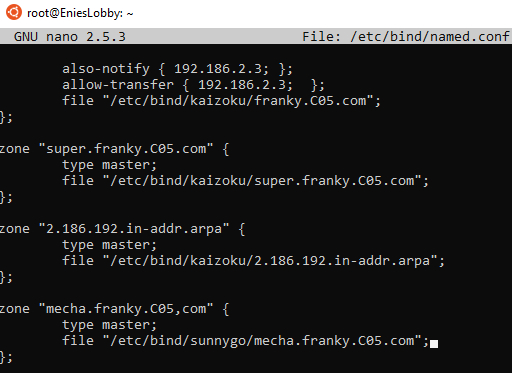 root@EniesLobby: ~
GNU nano 2.5.3 File: /etc/bind/named.conf
also-notify { 192.186.2.3; };
allow-transfer { 192.186.2.3;  };
file "/etc/bind/kaizoku/franky.C05.com";
};
zone "super.franky.C05.com" {
type master;
file "/etc/bind/kaizoku/super.franky.C05.com";
};
zone "2.186.192.in-addr.arpa" {
type master;
file "/etc/bind/kaizoku/2.186.192.in-addr.arpa";
};
zone "mecha.franky.C05,com" {
type master;
file "/etc/bind/sunnygo/mecha.franky.C05.com";
};